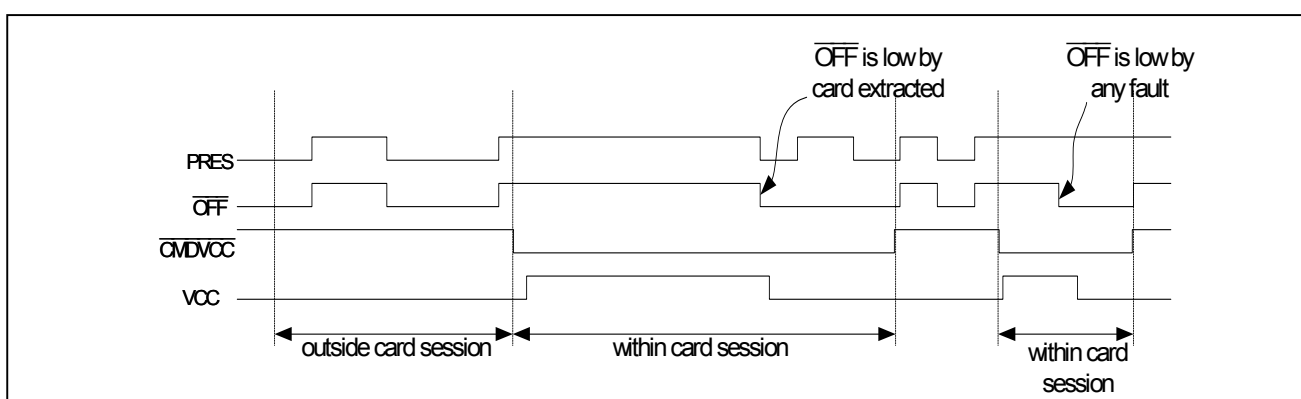 OFF is low by
card extracted
OFF is low by
any fault
PRES
OFF
CMDVCC
VCC
outside card session
within card session
within card
session